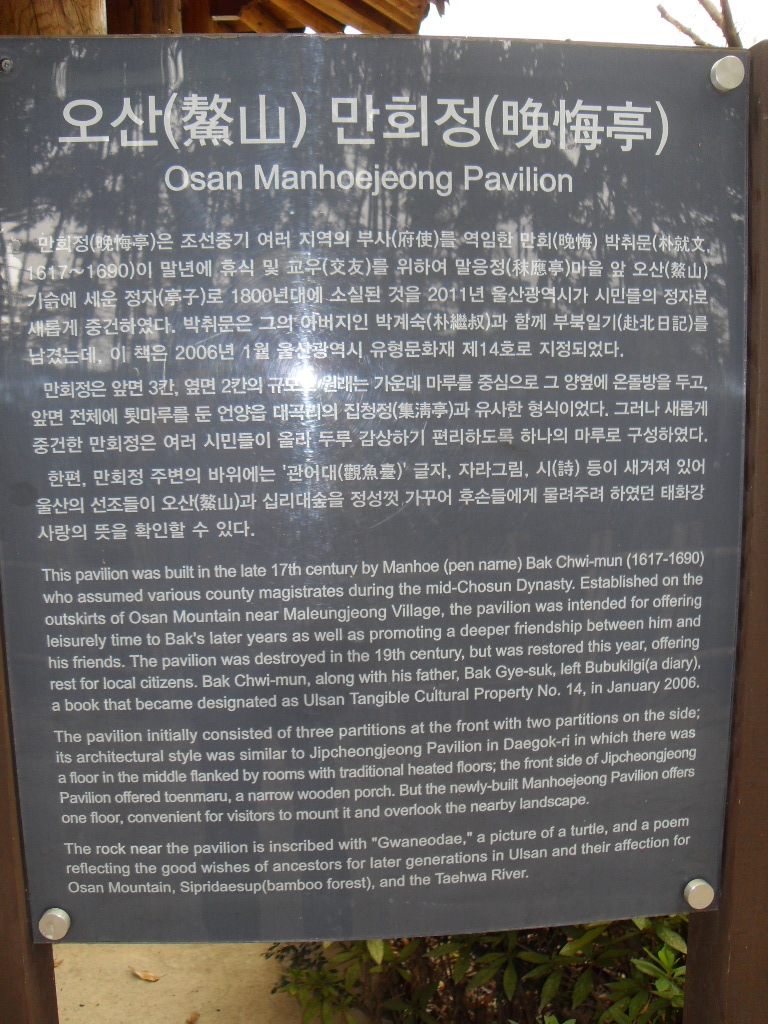 오산(鰲山) 만회정(晩悔亭)
Osan Manhoejeong Pavilion
만회정(晩悔亭)은 조선중기 여러 지역의 부사(府使)를 역임한 만회(晩悔) 박취문(朴就文,
1617~1690)이 말년에 휴식 및 교우(交友)를 위하여 말응정(秣應亭)마을 앞 오산(鰲山)
기슭에 세운 정자(亭子)로 1800년대에 소실된 것을 2011년 울산광역시가 시민들의 정자로
새롭게 중건하였다. 박취문은 그의 아버지인 박계숙(朴繼叔)과 함께 부북일기(赴北日記)를
남겼는데, 이 책은 2006년 1월 울산광역시 유형문화재 제14호로 지정되었다.
만회정은 앞면 3칸, 옆면 2칸의 규모로 원래는 가운데 마루를 중심으로 그 양옆에 온돌방을 두고,
앞면 전체에 툇마루를 둔 언양읍 대곡리의 집청정(集淸亭)과 유사한 형식이었다. 그러나 새롭게
중건한 만회정은 여러 시민들이 올라 두루 감상하기 편리하도록 하나의 마루로 구성하였다.
한편, 만회정 주변의 바위에는 '관어대(觀魚臺)' 글자, 자라그림, 시(詩) 등이 새겨져 있어
울산의 선조들이 오산(鰲山)과 십리대숲을 정성껏 가꾸어 후손들에게 물려주려 하였던 태화강
사랑의 뜻을 확인할 수 있다.
This pavilion was built in the late 17th century by Manhoe (pen name) Bak Chwi-mun (1617-1690)
who assumed various county magistrates during the mid-Chosun Dynasty. Established on the
outskirts of Osan Mountain near Maleungjeong Village, the pavilion was intended for offering
leisurely time to Bak's later years as well as promoting a deeper friendship between him and
his friends. The pavilion was destroyed in the 19th century, but was restored this year, offering
rest for local citizens. Bak Chwi-mun, along with his father, Bak Gye-suk, left Bubukilgi(a diary),
a book that became designated as Ulsan Tangible Cultural Property No. 14, in January 2006.
The pavilion initially consisted of three partitions at the front with two partitions on the side;
its architectural style was similar to Jipcheongjeong Pavilion in Daegok-ri in which there was
a floor in the middle flanked by rooms with traditional heated floors; the front side of Jipcheongjeong
Pavilion offered toenmaru, a narrow wooden porch. But the newly-built Manhoejeong Pavilion offers
one floor, convenient for visitors to mount it and overlook the nearby landscape.
The rock near the pavilion is inscribed with "Gwaneodae," a picture of a turtle, and a poem
reflecting the good wishes of ancestors for later generations in Ulsan and their affection for
Osan Mountain, Sipridaesup(bamboo forest), and the Taehwa River.